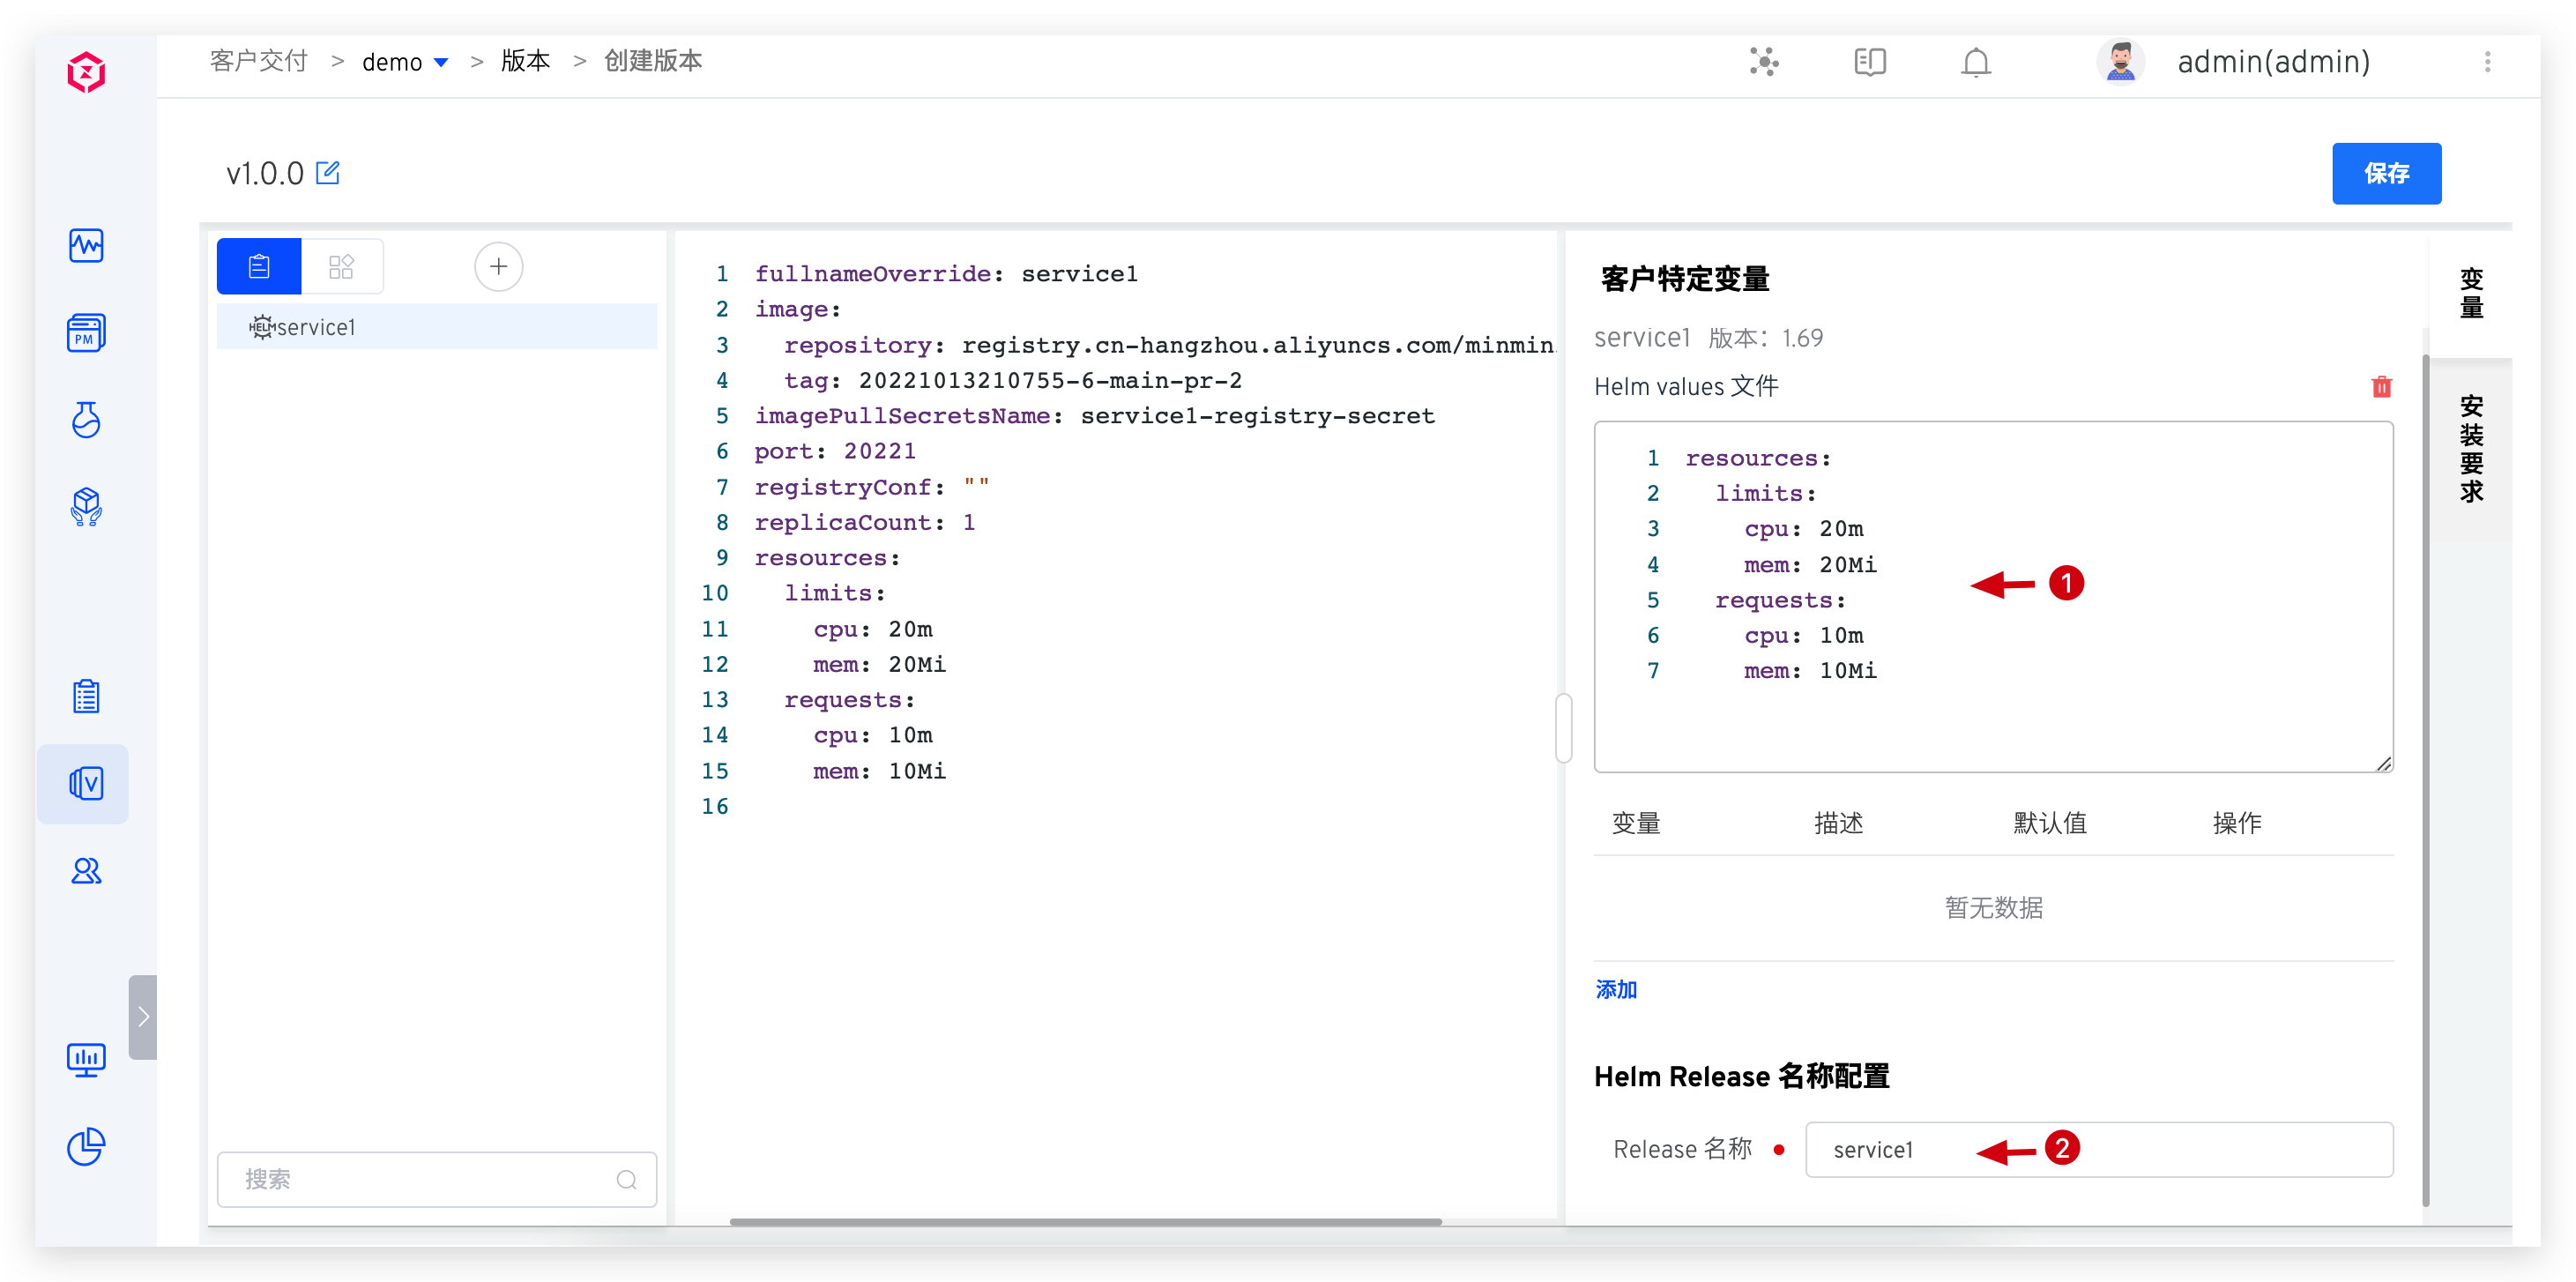 客户交付 > demo > 版本 > 创建版本
admin(admin)
v1.0.0
保存
PM
V
HELM service1
搜索
1 fullnameOverride: service1
2 image:
3 repository: registry.cn-hangzhou.aliyuncs.com/minmin.
4 tag: 20221013210755-6-main-pr-2
5 imagePullSecretsName: service1-registry-secret
6 port: 20221
7 registryConf: ""
8 replicaCount: 1
9 resources:
10 limits:
11 cpu: 20m
12 mem: 20Mi
13 requests:
14 cpu: 10m
15 mem: 10Mi
16
客户特定变量
service1 版本：1.69
Helm values 文件
1 resources:
2 limits:
3 cpu: 20m
4 mem: 20Mi
5 requests:
6 cpu: 10m
7 mem: 10Mi
1
变量 描述 默认值 操作
暂无数据
添加
Helm Release 名称配置
Release 名称 service1
2
变量
安装要求